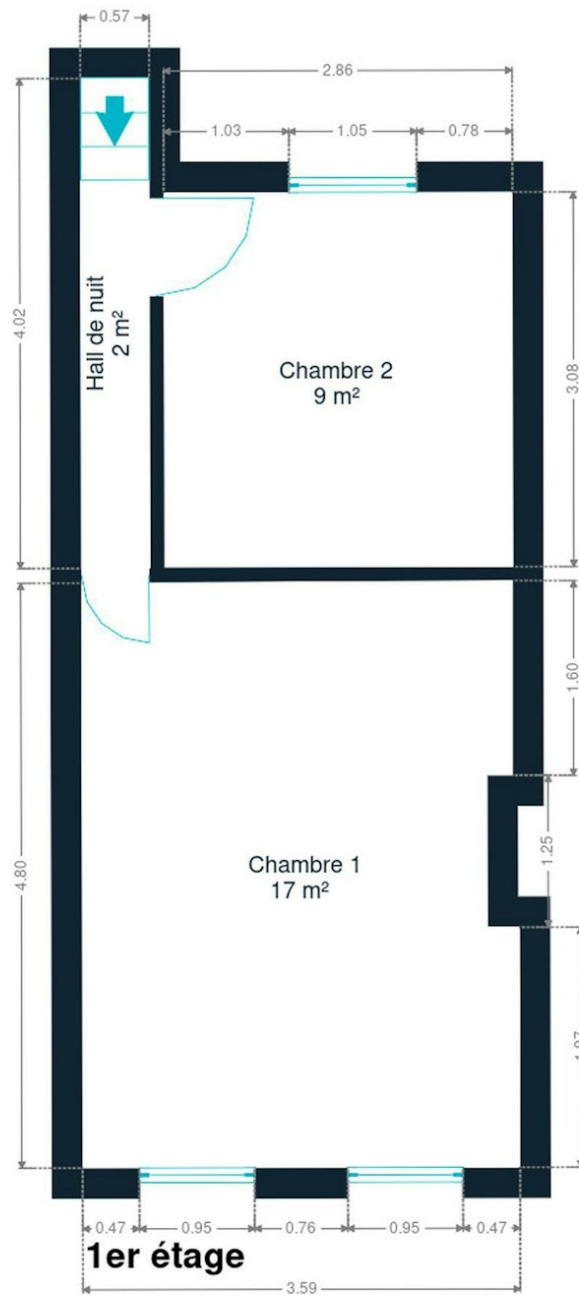 0.57
2.86
1.03
1.05
0.78
4.02
Hall de nuit
2 m²
Chambre 2
9 m²
3.08
1.60
Chambre 1
17 m²
1.25
4.80
0.47
0.95
0.76
0.95
0.47
1er étage
3.59